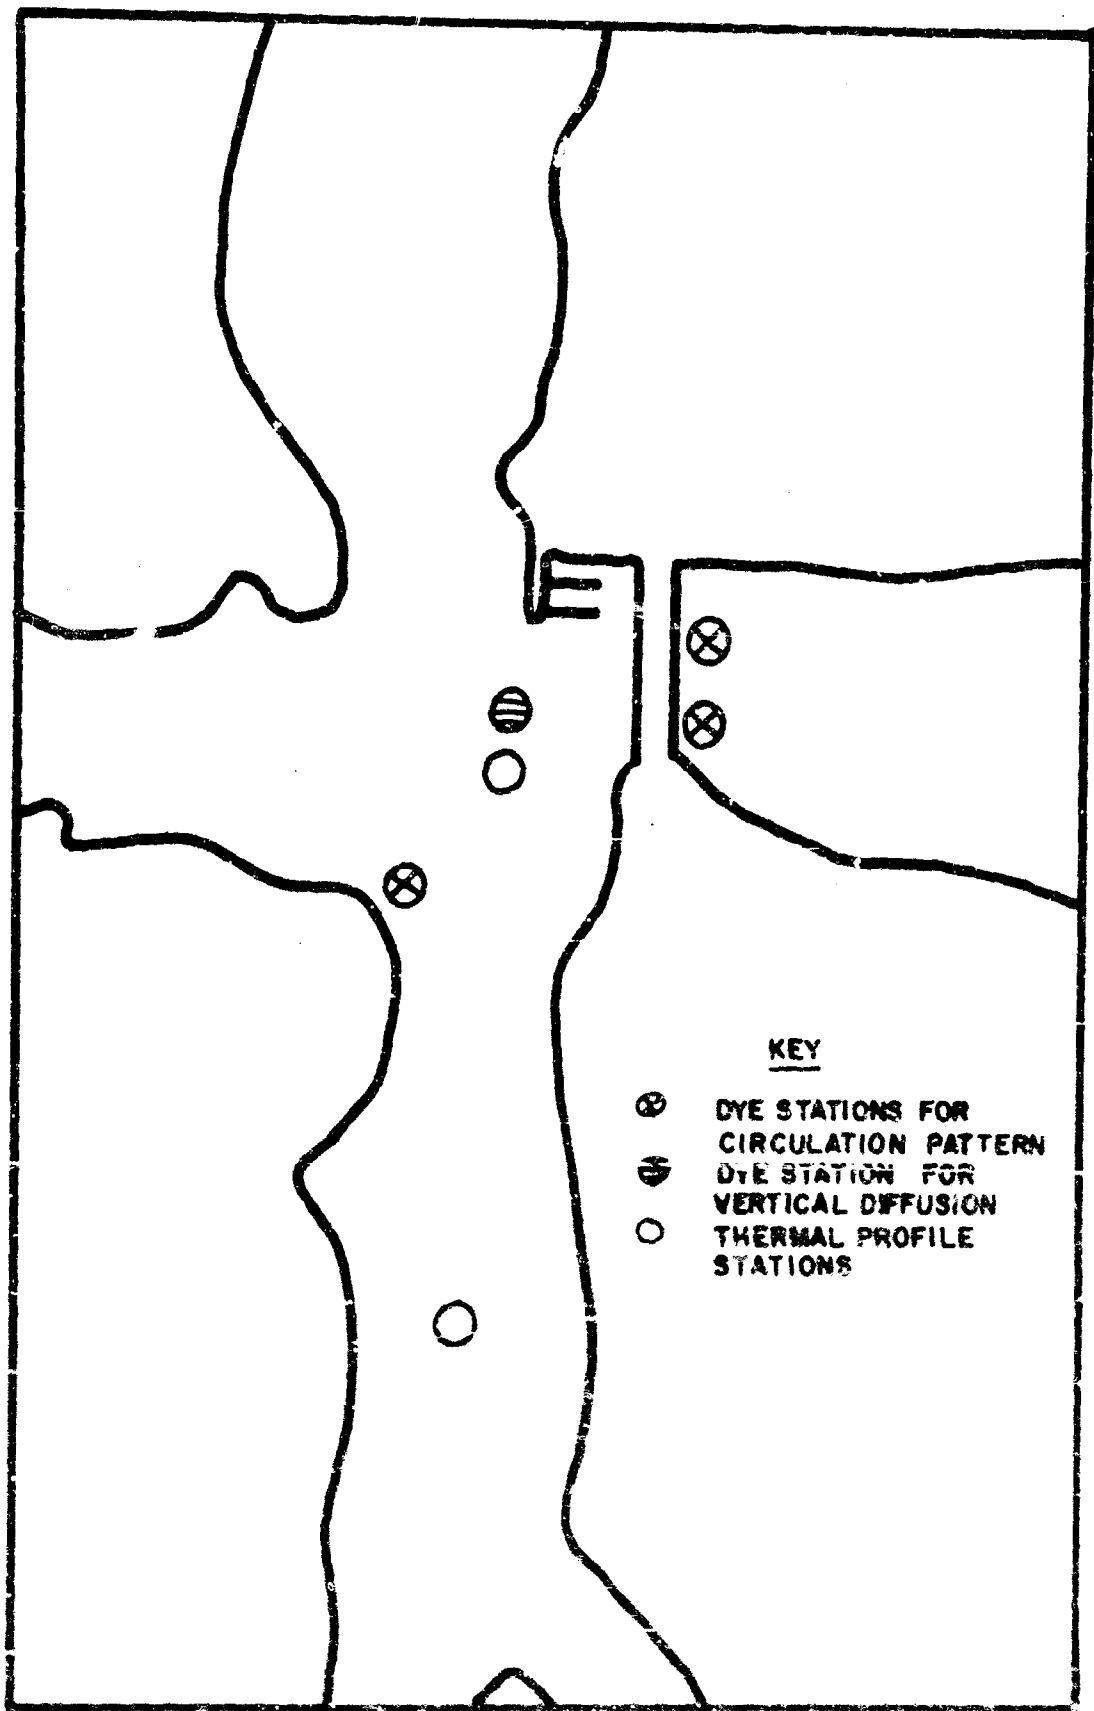 KEY
DYE STATIONS FOR
CIRCULATION PATTERN
DYE STATION FOR
VERTICAL DIFFUSION
THERMAL PROFILE
STATIONS